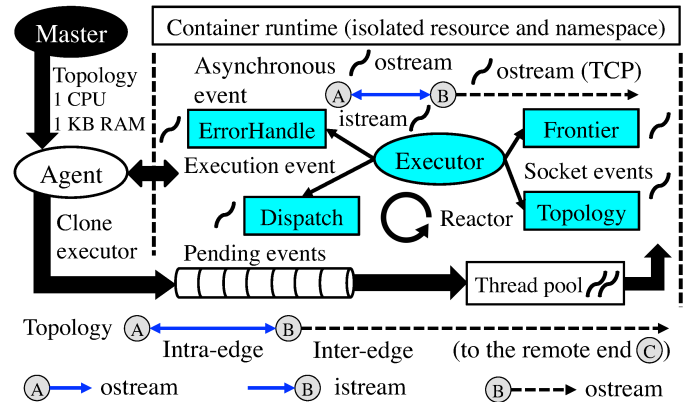 Master
Container runtime (isolated resource and namespace)
Topology
1 CPU
1 KB RAM
Asynchronous
event
ostream
ostream (TCP)
A
B
istream
ErrorHandle
Executor
Frontier
Agent
Execution event
Socket events
Dispatch
Reactor
Topology
Clone
executor
Pending events
Thread pool
Topology
A
B
Intra-edge
Inter-edge
(to the remote end C)
A
ostream
B
istream
B
ostream